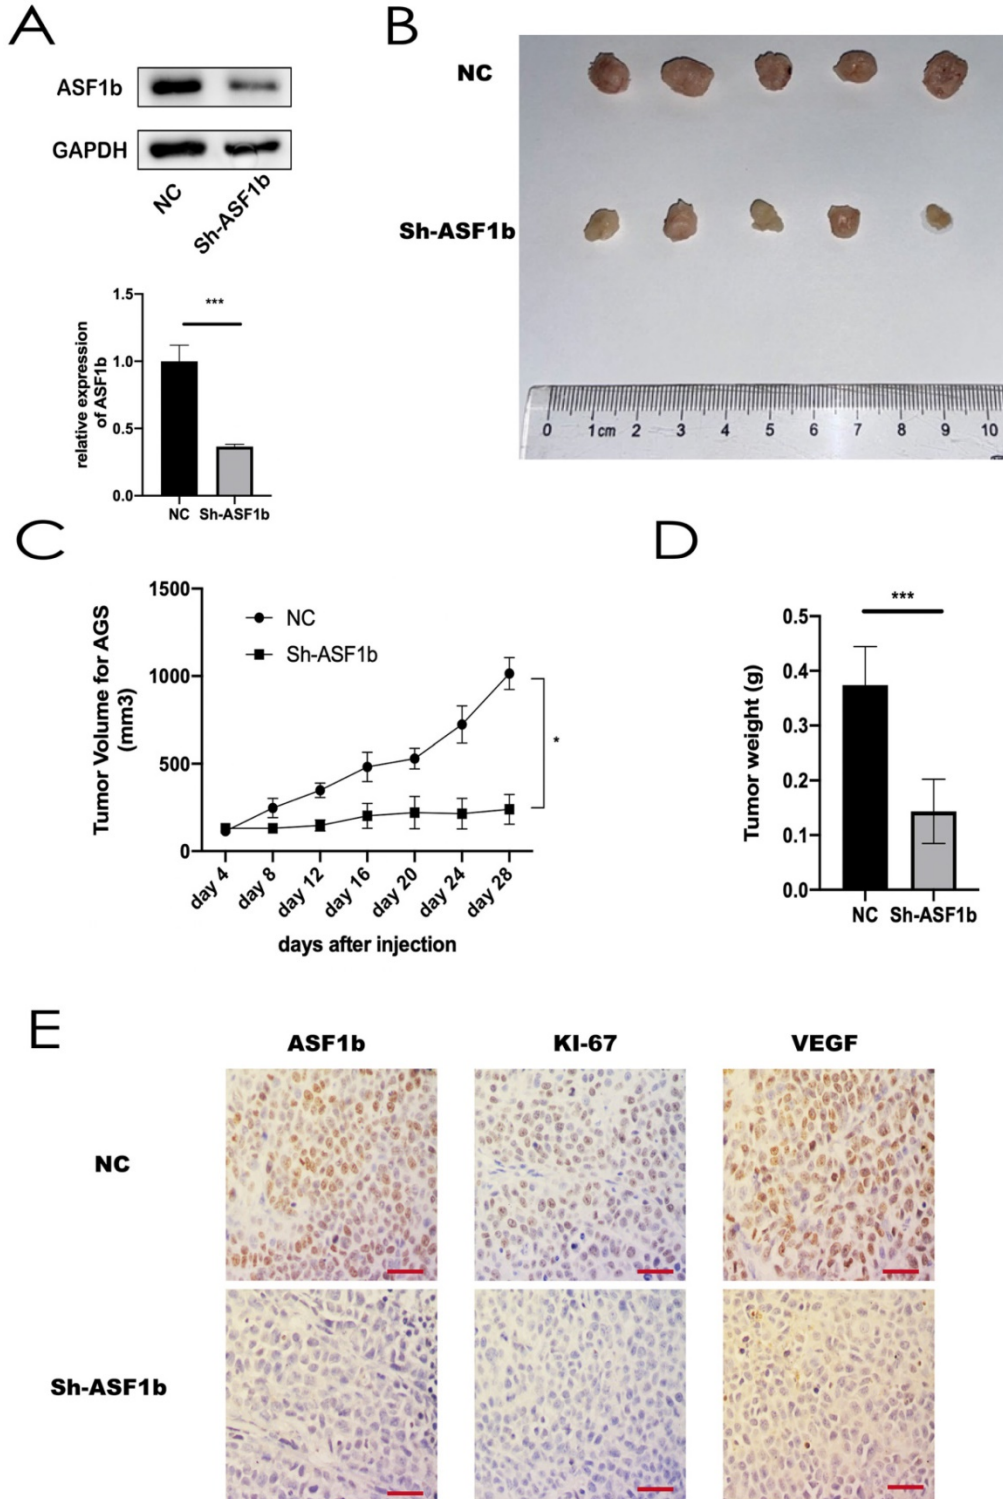 A
ASF1b
GAPDH
NC
Sh-ASF1b
1.5
***
1.0
0.5
0.0
relative expression
of ASF1b
NC Sh-ASF1b
B
NC
Sh-ASF1b
0 1cm 2 3 4 5 6 7 8 9 10
C
1500
1000
500
0
Tumor Volume for AGS
(mm3)
NC
Sh-ASF1b
*
day 4 day 8 day 12 day 16 day 20 day 24 day 28
days after injection
D
***
0.5
0.4
0.3
0.2
0.1
0.0
Tumor weight (g)
NC Sh-ASF1b
E
ASF1b KI-67 VEGF
NC
Sh-ASF1b